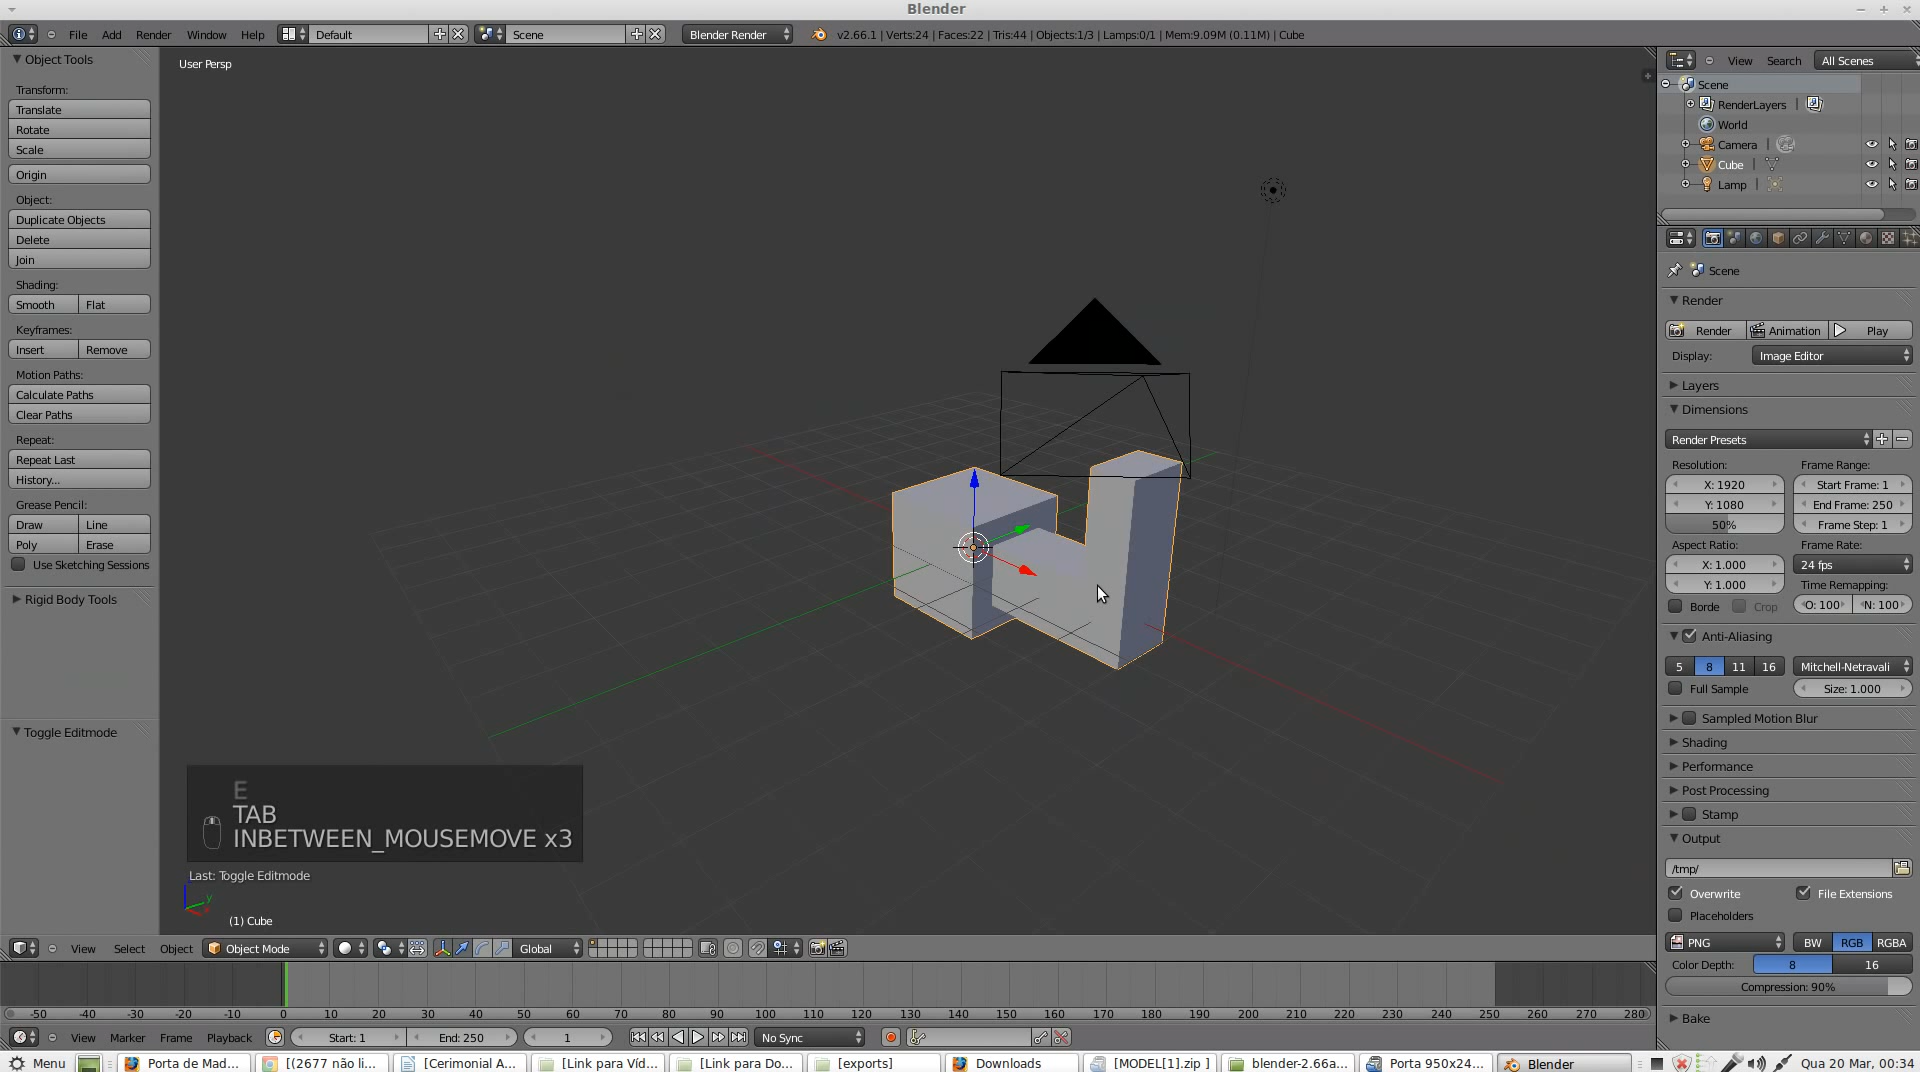 Blender
File Add Render Window Help Default Scene Blender Render v2.66.1 | Verts:24 | Faces:22 | Tris:44 | Objects:1/3 | Lamps:0/1 | Mem:9.09M (0.11M) | Cube
Object Tools
Transform:
Translate
Rotate
Scale
Origin
Object:
Duplicate Objects
Delete
Join
Shading:
Smooth Flat
Keyframes:
Insert Remove
Motion Paths:
Calculate Paths
Clear Paths
Repeat:
Repeat Last
History...
Grease Pencil:
Draw Line
Poly Erase
Use Sketching Sessions
Rigid Body Tools
Toggle Editmode
User Persp
E
TAB
INBETWEEN_MOUSEMOVE x3
Last: Toggle Editmode
y
(1) Cube
View Select Object Object Mode Global
-50 -40 -30 -20 -10 0 10 20 30 40 50 60 70 80 90 100 110 120 130 140 150 160 170 180 190 200 210 220 230 240 250 260 270 280
View Marker Frame Playback Start: 1 End: 250 1 No Sync
View Search All Scenes
Scene
RenderLayers
World
Camera
Cube
Lamp
Scene
Render
Render Animation Play
Display: Image Editor
Layers
Dimensions
Render Presets
Resolution: Frame Range:
X: 1920 Start Frame: 1
Y: 1080 End Frame: 250
50% Frame Step: 1
Aspect Ratio: Frame Rate:
X: 1.000 24 fps
Y: 1.000 Time Remapping:
Borde Crop O: 100 N: 100
Anti-Aliasing
5 8 11 16 Mitchell-Netravali
Full Sample Size: 1.000
Sampled Motion Blur
Shading
Performance
Post Processing
Stamp
Output
/tmp/
Overwrite File Extensions
Placeholders
PNG BW RGB RGBA
Color Depth: 8 16
Compression: 90%
Bake
Menu Porta de Mad... [(2677 não li... [Cerimonial A... [Link para Víd... [Link para Do... [exports] Downloads [MODEL[1].zip ] blender-2.66a... Porta 950x24... Blender Qua 20 Mar, 00:34